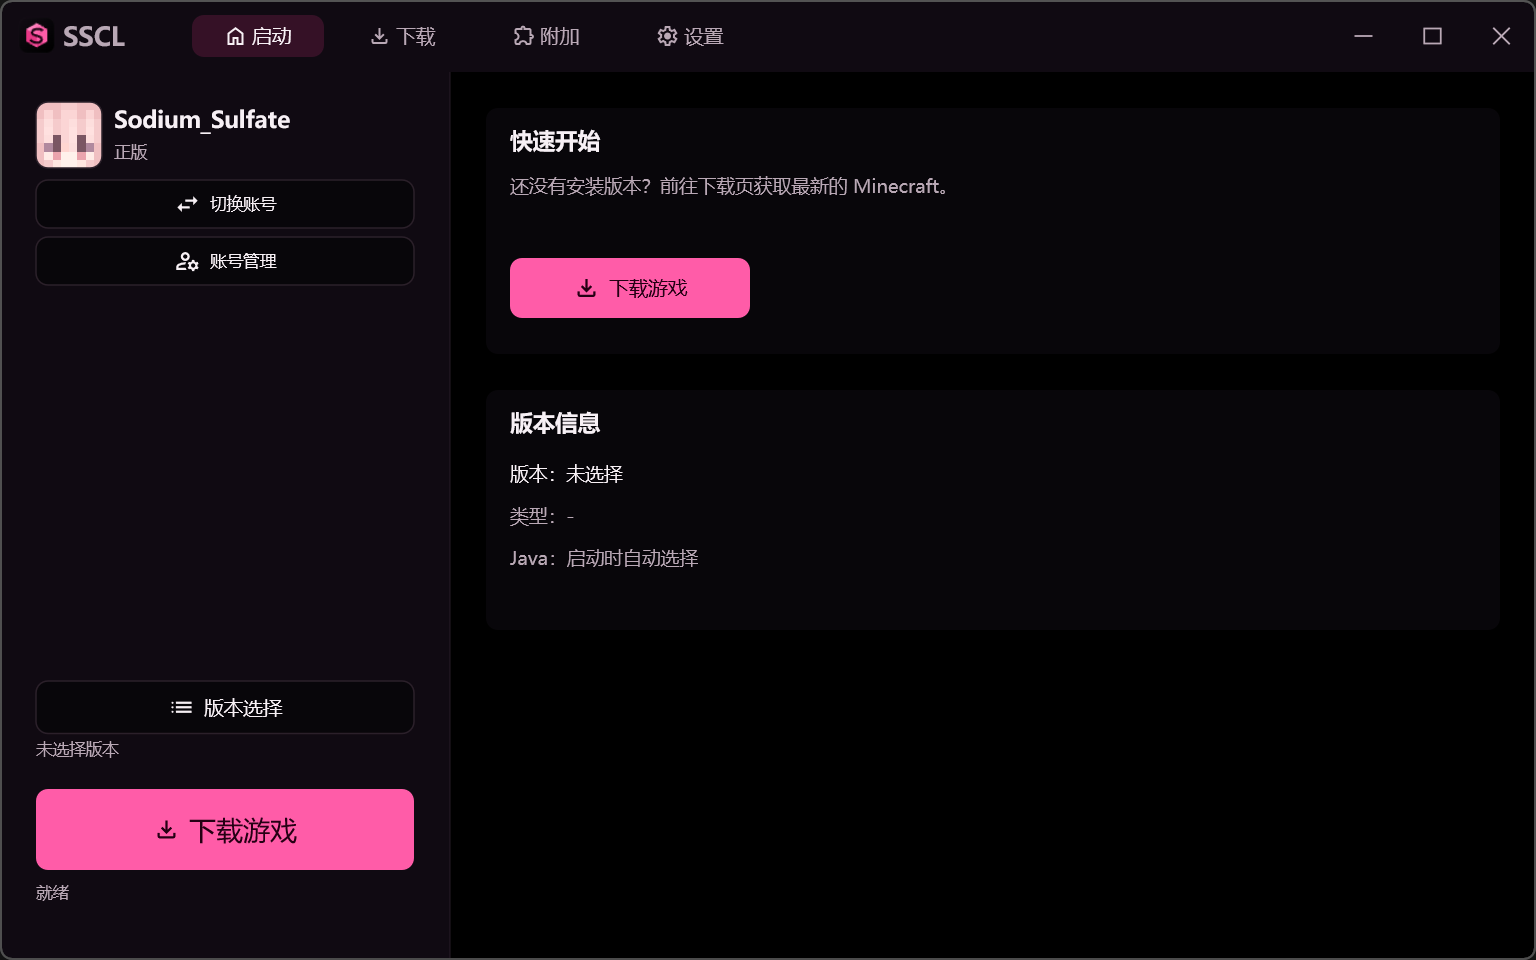 SSCL
启动
下载
附加
设置
Sodium_Sulfate
正版
切换账号
账号管理
版本选择
未选择版本
下载游戏
就绪
快速开始
还没有安装版本？前往下载页获取最新的 Minecraft。
下载游戏
版本信息
版本：未选择
类型：-
Java：启动时自动选择